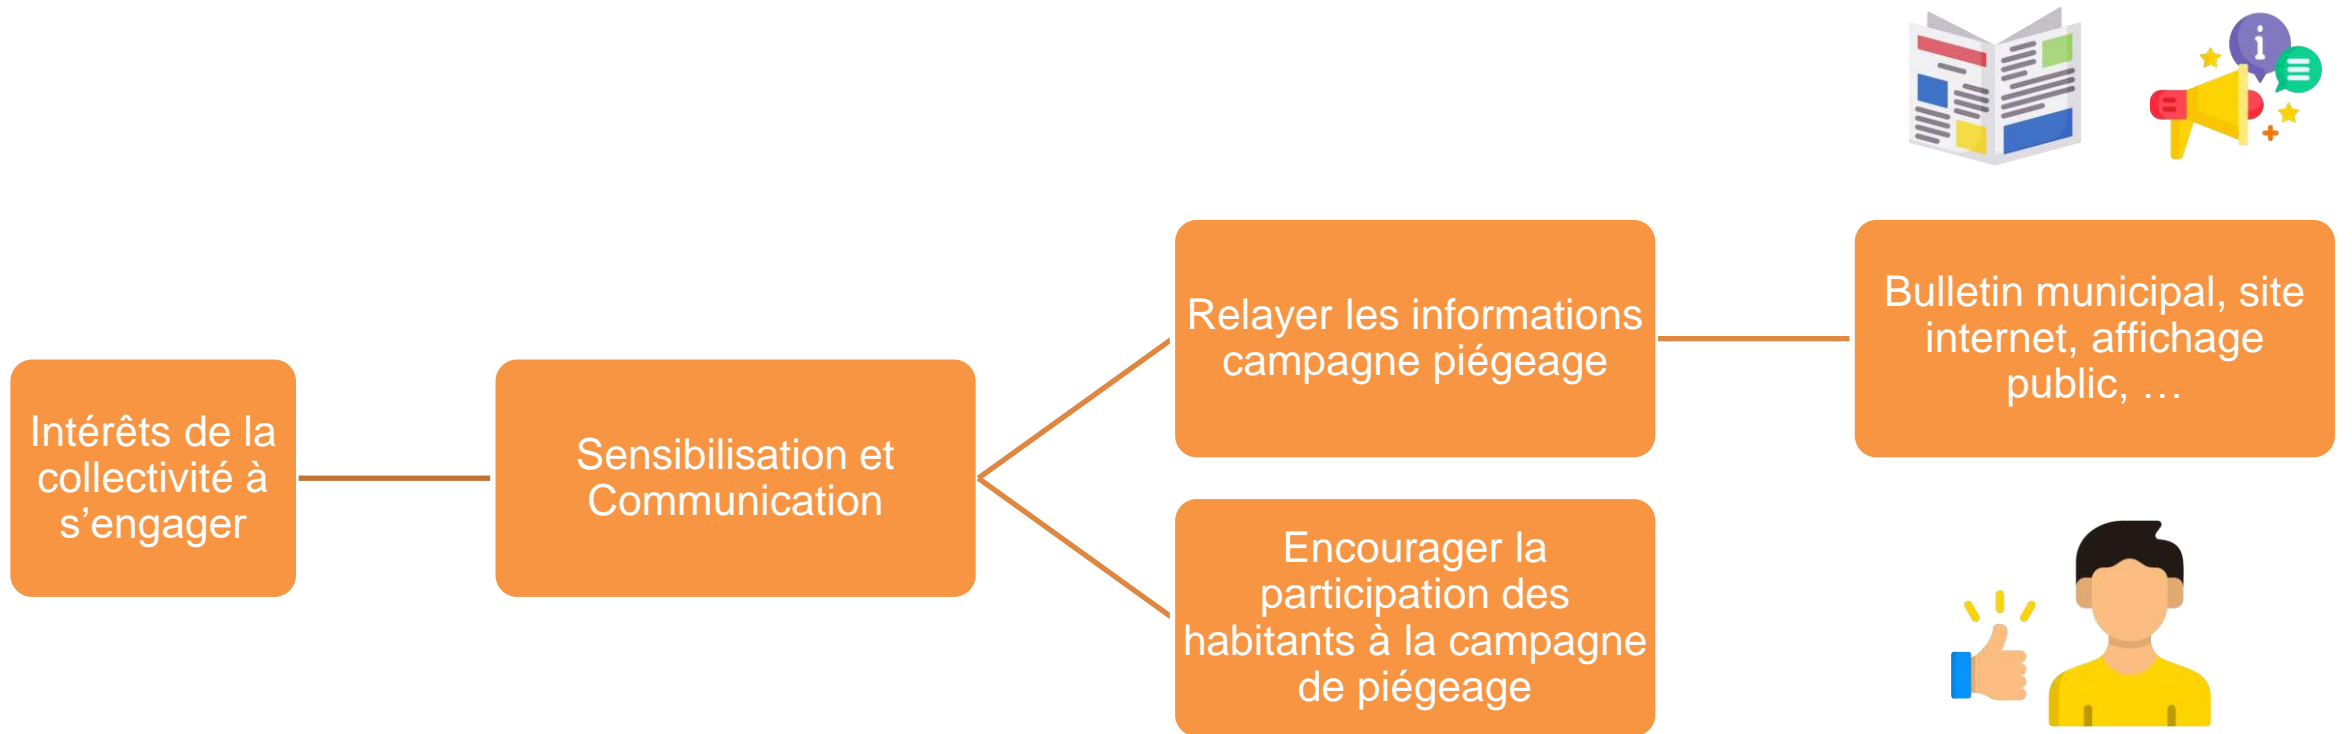 Intérêts de la
collectivité à
s’engager
Sensibilisation et
Communication
Relayer les informations
campagne piégeage
Encourager la
participation des
habitants à la campagne
de piégeage
Bulletin municipal, site
internet, affichage
public, …
i